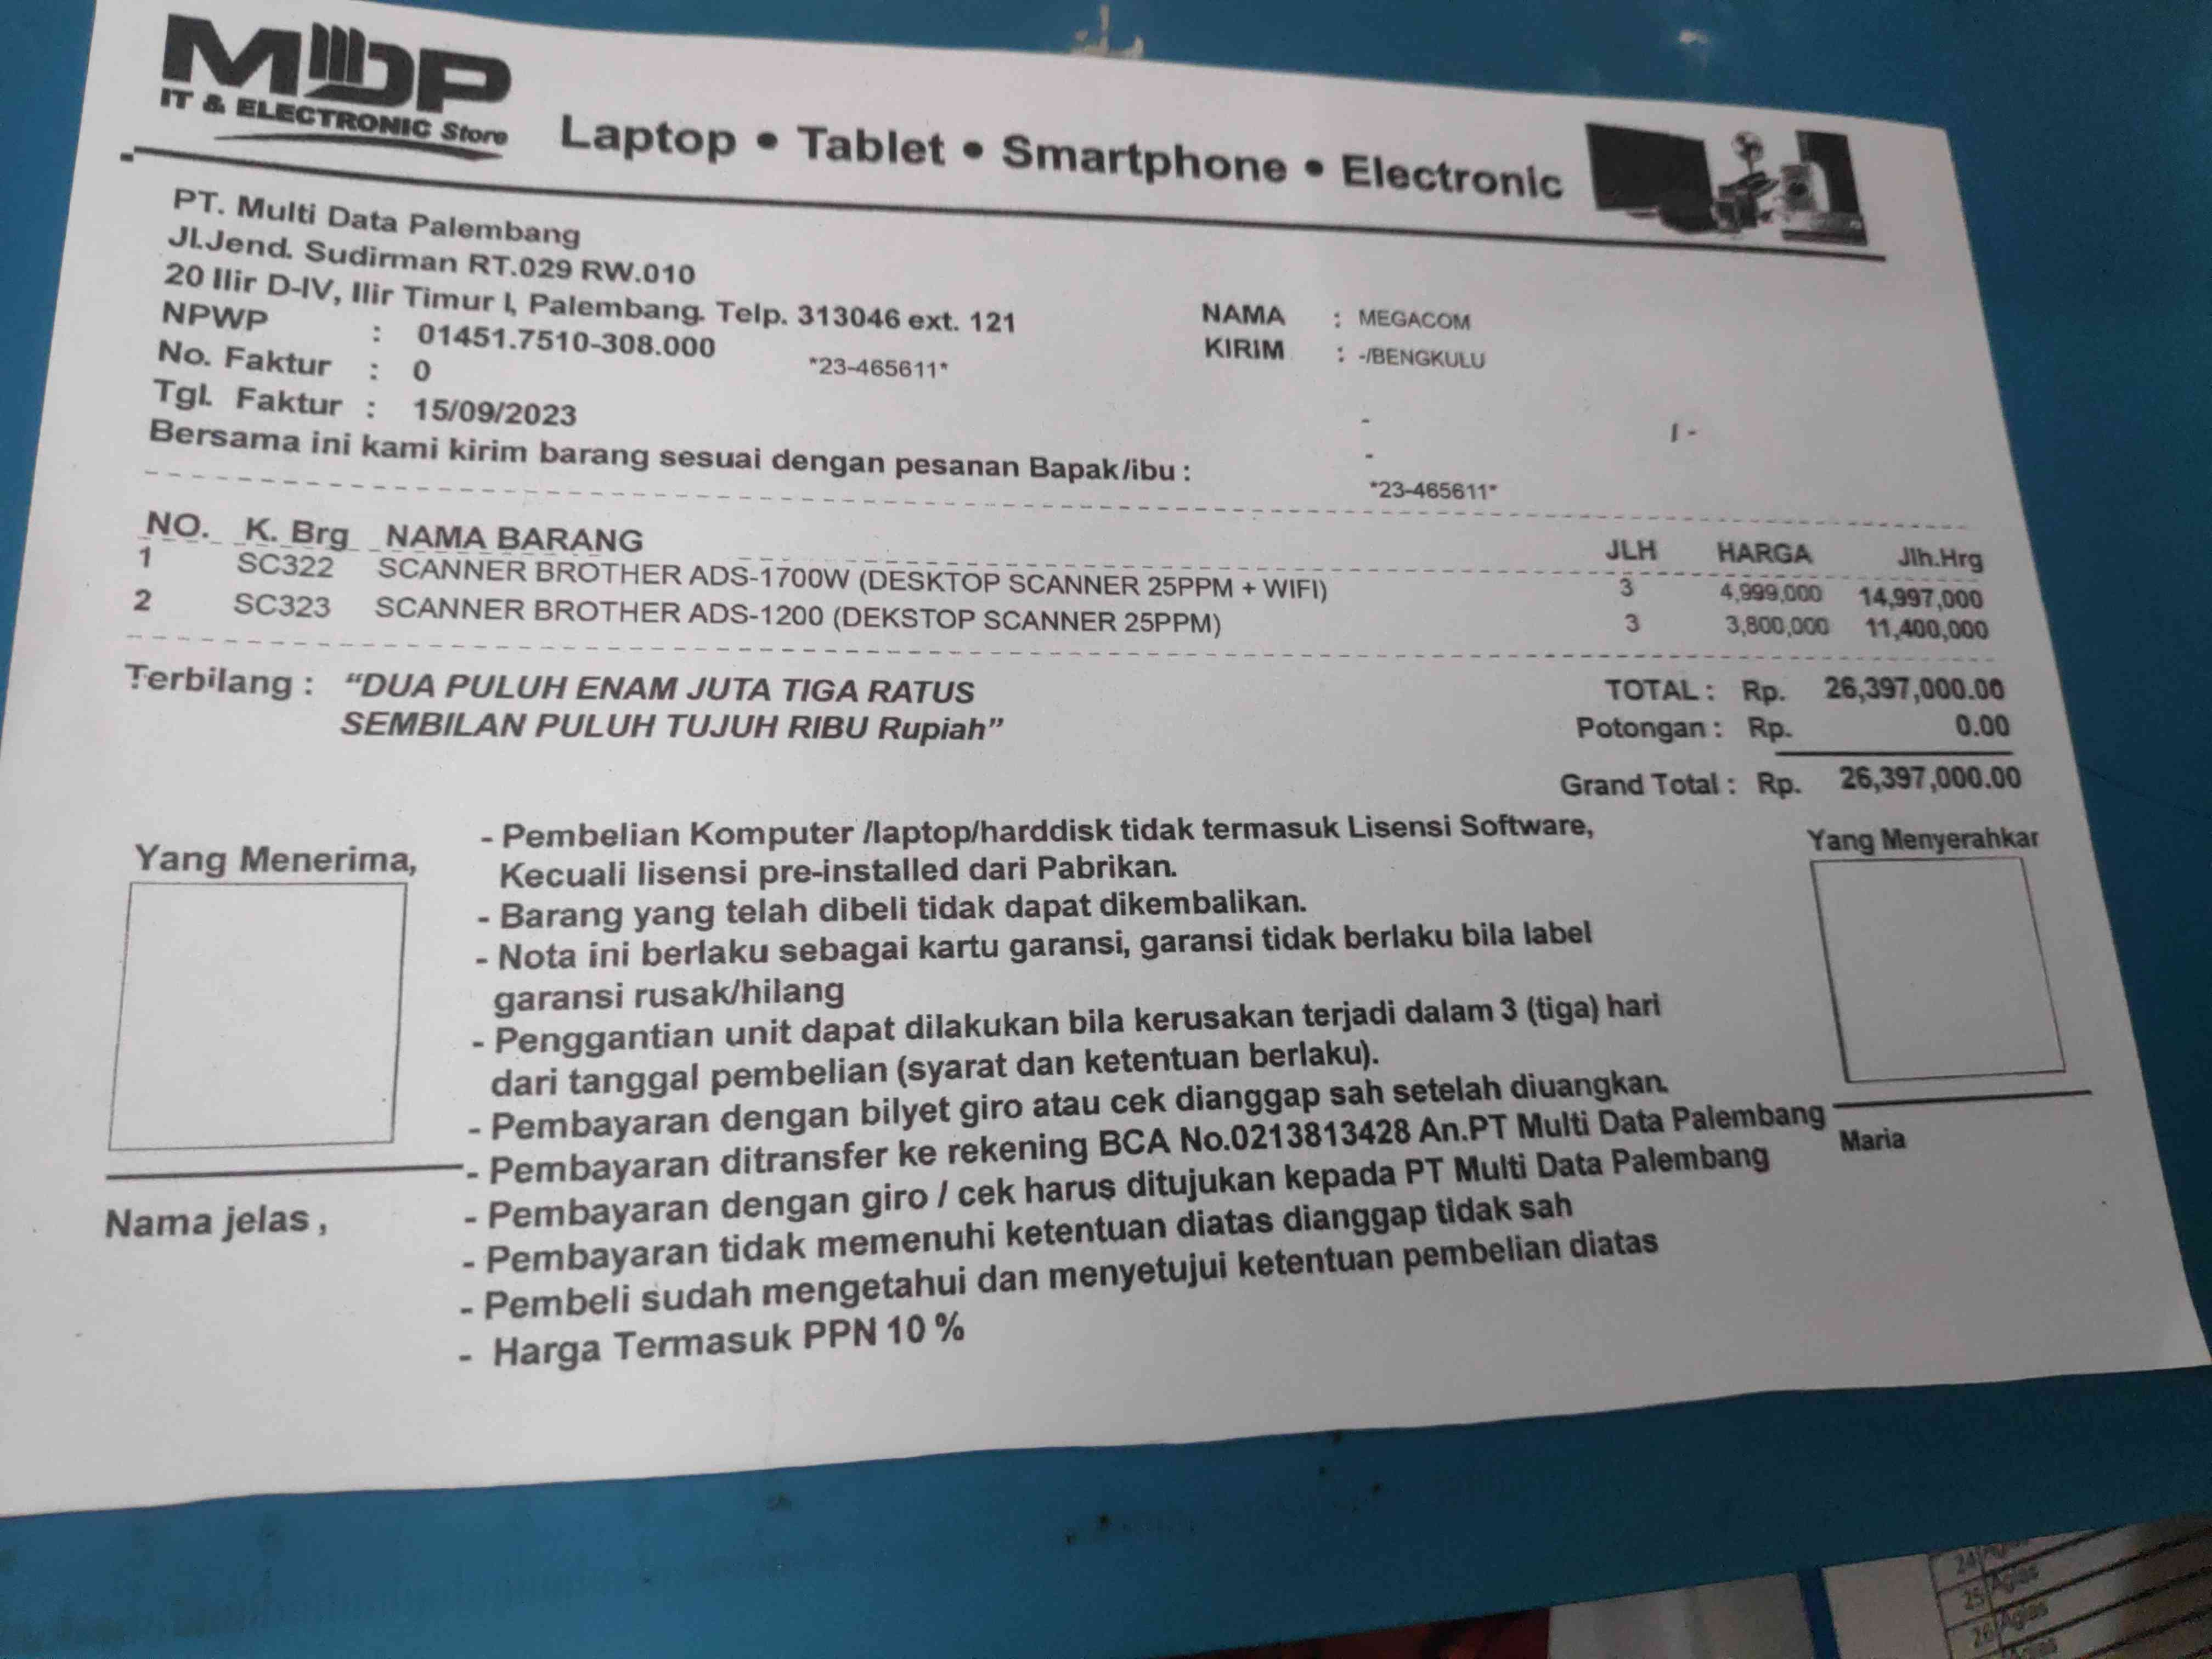 MDP
IT & ELECTRONIC Store
Laptop • Tablet • Smartphone • Electronic
PT. Multi Data Palembang
Jl.Jend. Sudirman RT.029 RW.010
20 Ilir D-IV, Ilir Timur I, Palembang. Telp. 313046 ext. 121
NPWP : 01451.7510-308.000
No. Faktur : 0 *23-465611*
Tgl. Faktur : 15/09/2023
Bersama ini kami kirim barang sesuai dengan pesanan Bapak/ibu :
NAMA : MEGACOM
KIRIM : -/BENGKULU
-
/ -
-
*23-465611*
NO. K. Brg NAMA BARANG JLH HARGA Jlh.Hrg
1 SC322 SCANNER BROTHER ADS-1700W (DESKTOP SCANNER 25PPM + WIFI) 3 4,999,000 14,997,000
2 SC323 SCANNER BROTHER ADS-1200 (DEKSTOP SCANNER 25PPM) 3 3,800,000 11,400,000
Terbilang : “DUA PULUH ENAM JUTA TIGA RATUS
SEMBILAN PULUH TUJUH RIBU Rupiah”
TOTAL : Rp. 26,397,000.00
Potongan : Rp. 0.00
Grand Total : Rp. 26,397,000.00
Yang Menerima,
Nama jelas ,
- Pembelian Komputer /laptop/harddisk tidak termasuk Lisensi Software,
Kecuali lisensi pre-installed dari Pabrikan.
- Barang yang telah dibeli tidak dapat dikembalikan.
- Nota ini berlaku sebagai kartu garansi, garansi tidak berlaku bila label
garansi rusak/hilang
- Penggantian unit dapat dilakukan bila kerusakan terjadi dalam 3 (tiga) hari
dari tanggal pembelian (syarat dan ketentuan berlaku).
- Pembayaran dengan bilyet giro atau cek dianggap sah setelah diuangkan.
- Pembayaran ditransfer ke rekening BCA No.0213813428 An.PT Multi Data Palembang
- Pembayaran dengan giro / cek harus ditujukan kepada PT Multi Data Palembang
- Pembayaran tidak memenuhi ketentuan diatas dianggap tidak sah
- Pembeli sudah mengetahui dan menyetujui ketentuan pembelian diatas
- Harga Termasuk PPN 10 %
Yang Menyerahkar
Maria
24
25 Agus
26 Agus